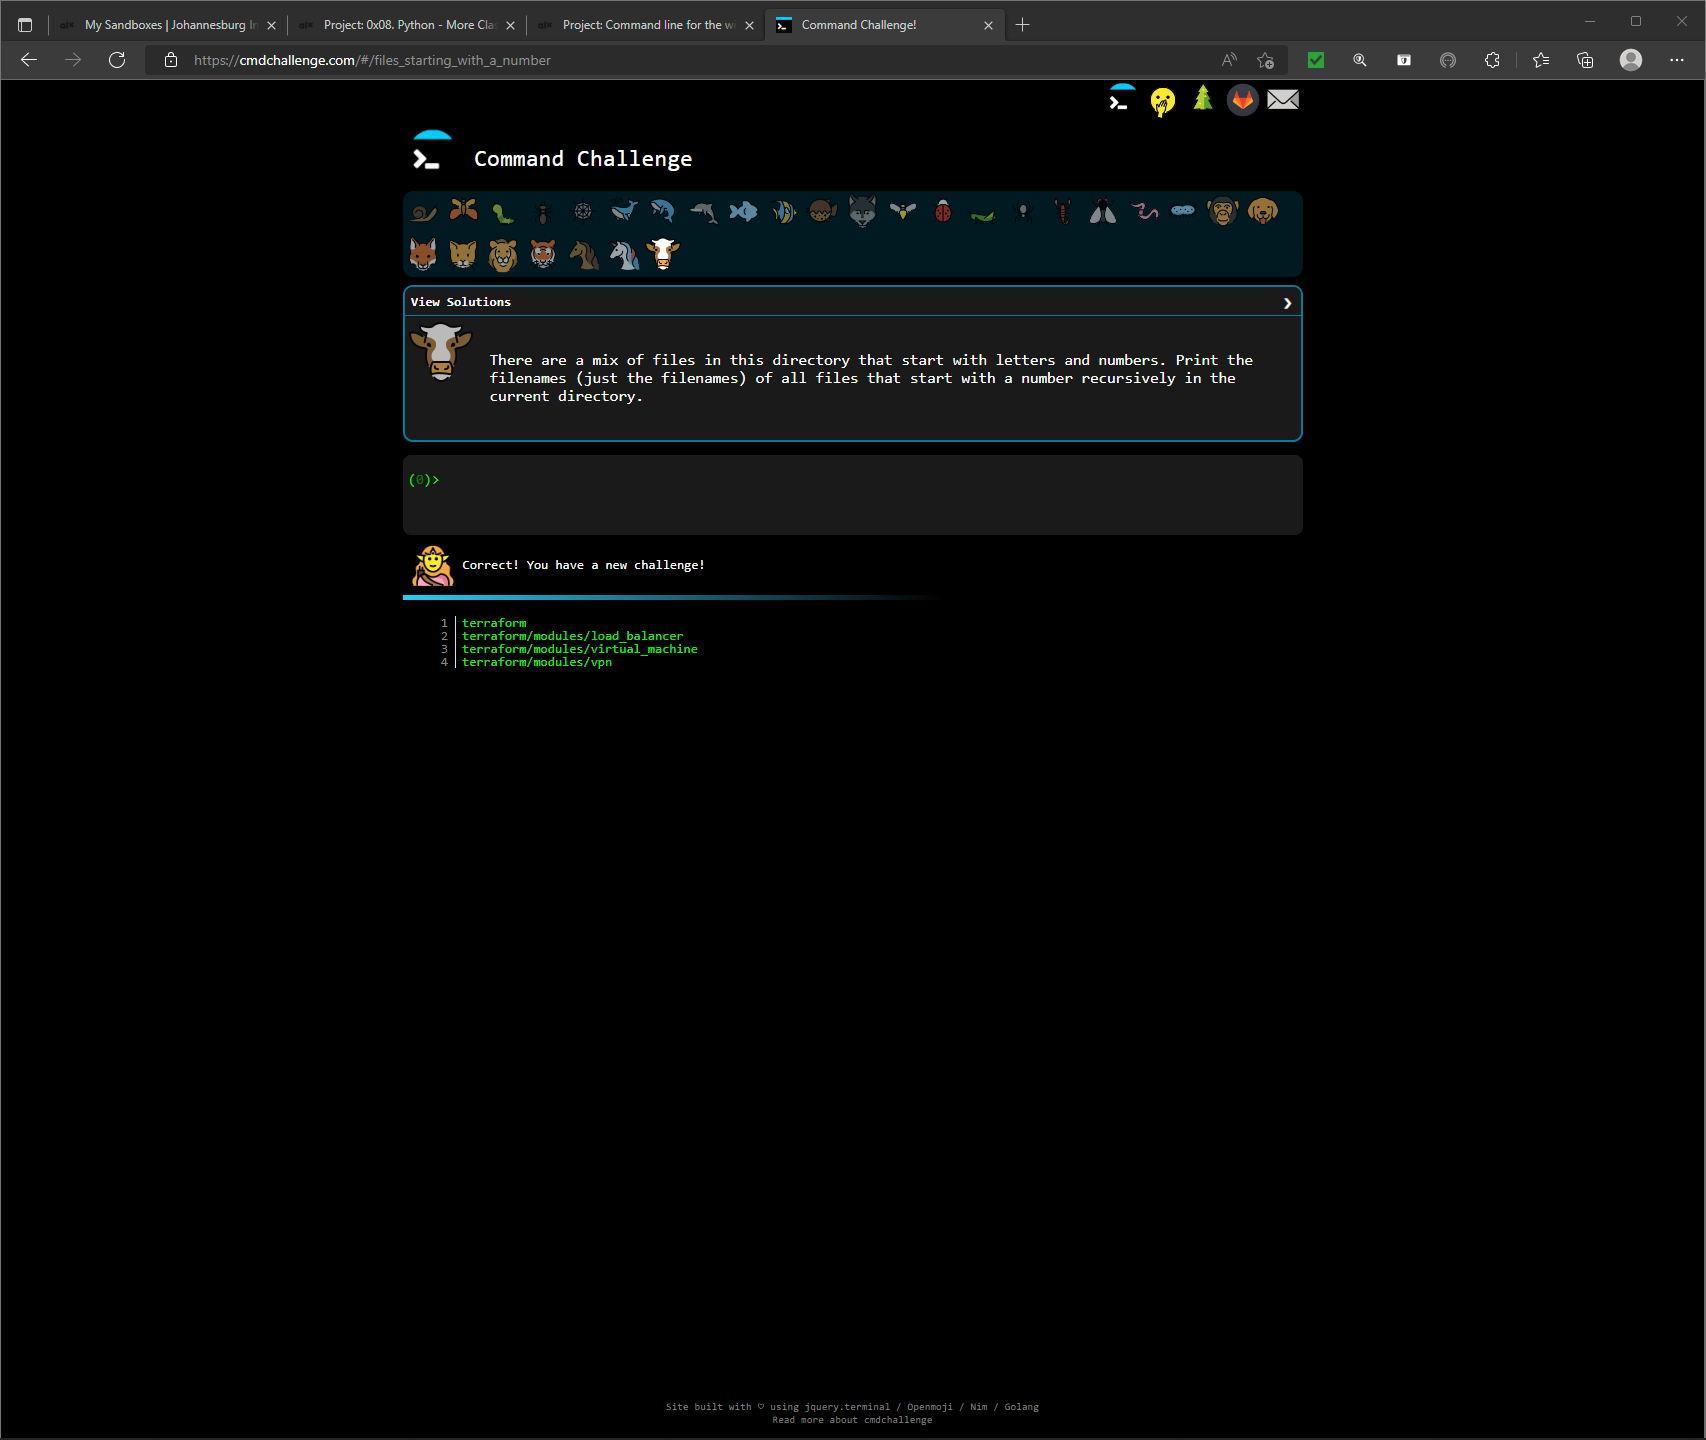 My Sandboxes | Johannesburg In
Project: 0x08. Python - More Clas
Project: Command line for the wi
Command Challenge!
https://cmdchallenge.com/#/files_starting_with_a_number
Command Challenge
View Solutions
There are a mix of files in this directory that start with letters and numbers. Print the
filenames (just the filenames) of all files that start with a number recursively in the
current directory.
(0)>
Correct! You have a new challenge!
1 terraform
2 terraform/modules/load_balancer
3 terraform/modules/virtual_machine
4 terraform/modules/vpn
Site built with ♡ using jquery.terminal / Openmoji / Nim / Golang
Read more about cmdchallenge